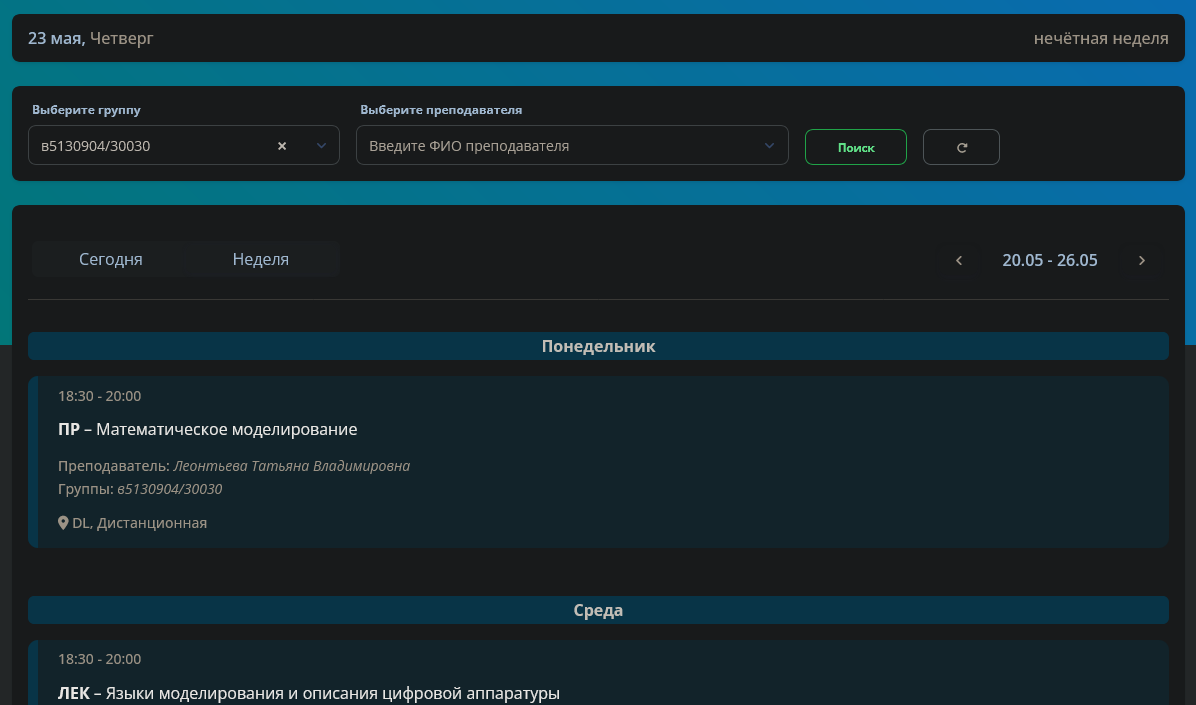 23 мая, Четверг
нечётная неделя
Выберите группу
Выберите преподавателя
в5130904/30030
Введите ФИО преподавателя
Поиск
Сегодня
Неделя
20.05 - 26.05
Понедельник
18:30 - 20:00
ПР – Математическое моделирование
Преподаватель: Леонтьева Татьяна Владимировна
Группы: в5130904/30030
DL, Дистанционная
Среда
18:30 - 20:00
ЛЕК – Языки моделирования и описания цифровой аппаратуры